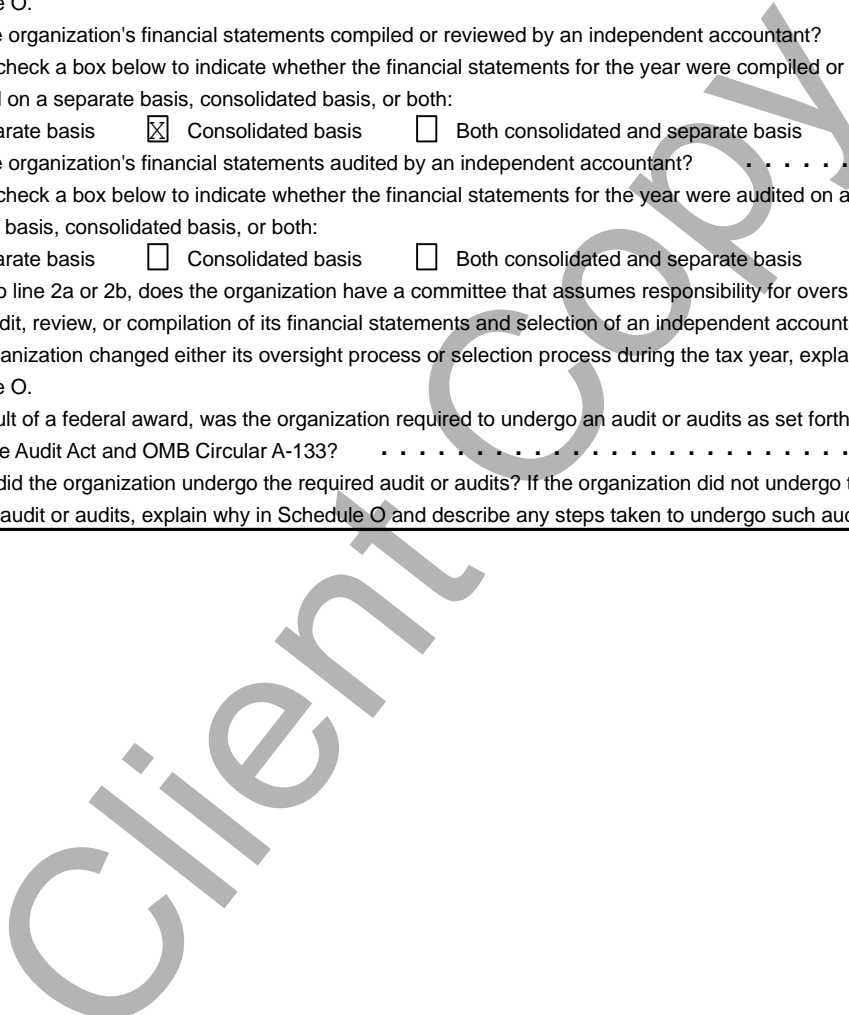 e O.
e organization's financial statements compiled or reviewed by an independent accountant?
check a box below to indicate whether the financial statements for the year were compiled or
on a separate basis, consolidated basis, or both:
arate basis X Consolidated basis Both consolidated and separate basis
e organization's financial statements audited by an independent accountant? . . . . . .
check a box below to indicate whether the financial statements for the year were audited on a
basis, consolidated basis, or both:
arate basis Consolidated basis Both consolidated and separate basis
o line 2a or 2b, does the organization have a committee that assumes responsibility for overs
dit, review, or compilation of its financial statements and selection of an independent account
anization changed either its oversight process or selection process during the tax year, expla
e O.
ult of a federal award, was the organization required to undergo an audit or audits as set forth
e Audit Act and OMB Circular A-133? . . . . . . . . . . . . . . . . . . . . . . . . . . .
did the organization undergo the required audit or audits? If the organization did not undergo t
audit or audits, explain why in Schedule O and describe any steps taken to undergo such aud
Client Copy